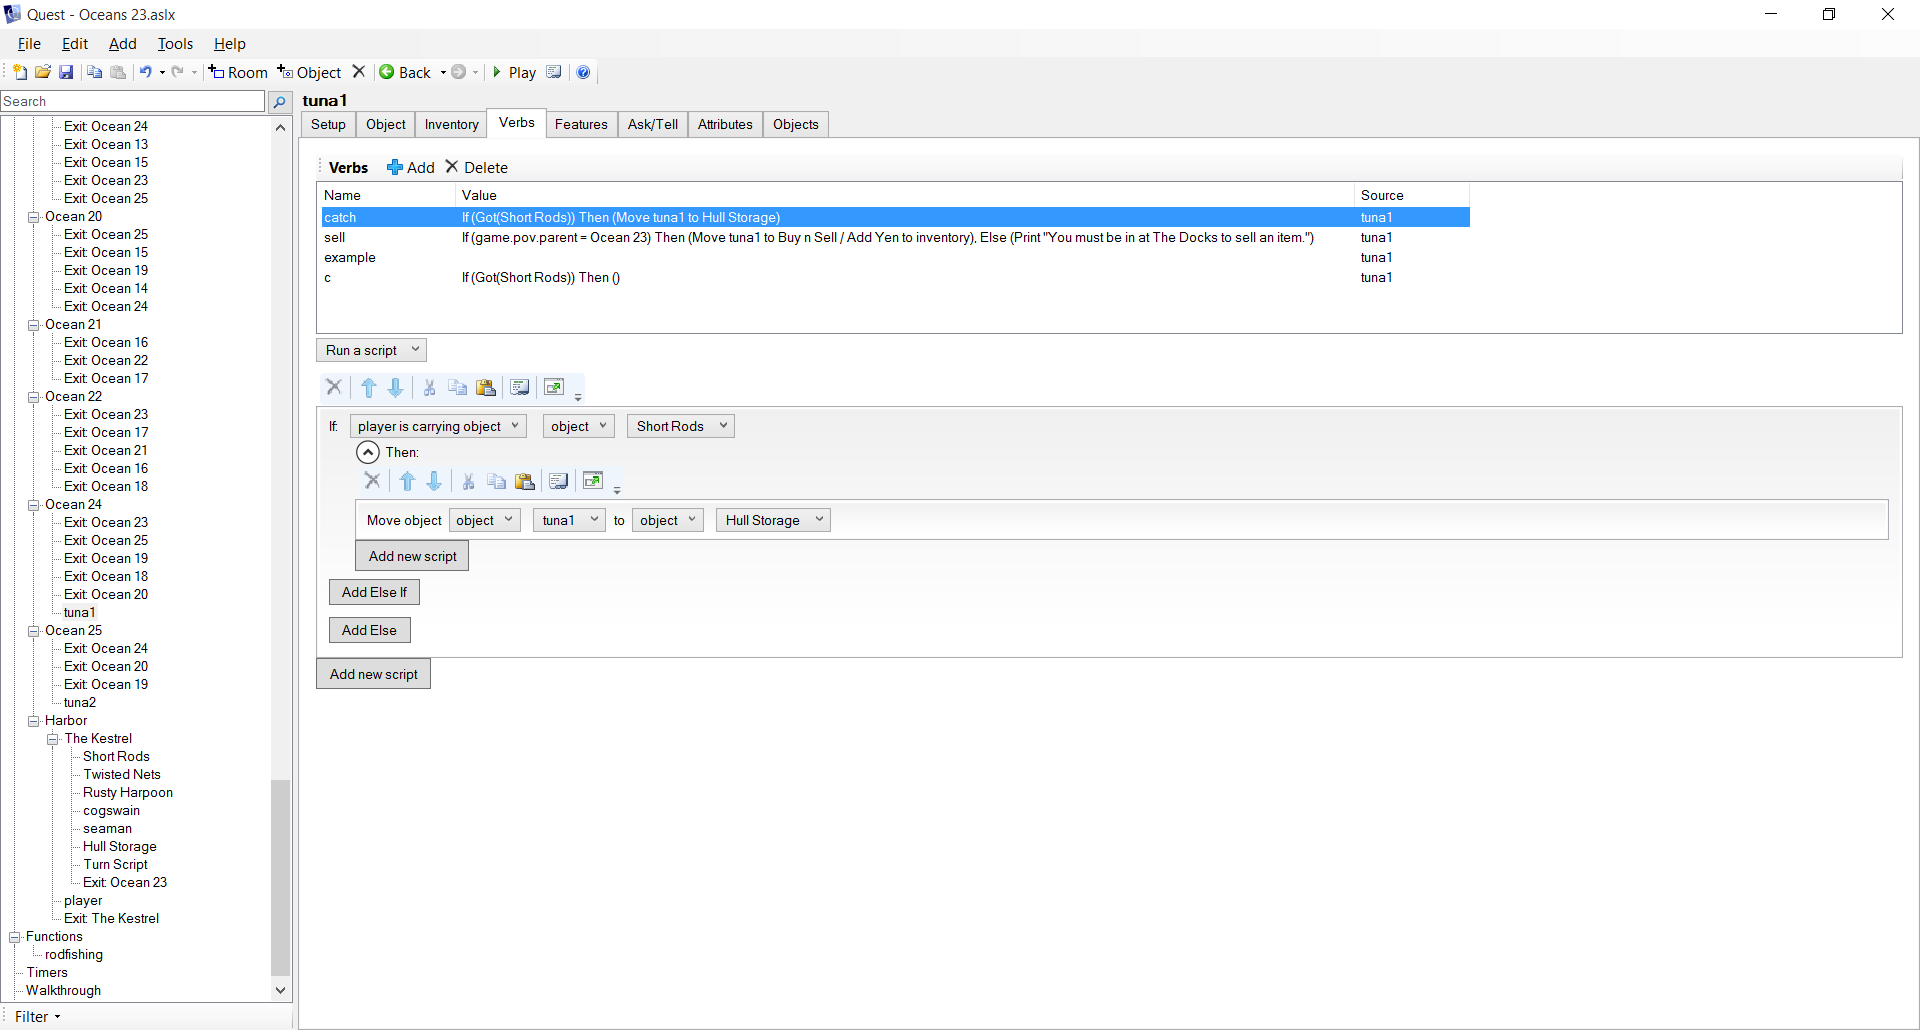 Quest - Oceans 23.aslx
File Edit Add Tools Help
Room Object Back Play
Search
Exit: Ocean 24
Exit: Ocean 13
Exit: Ocean 15
Exit: Ocean 23
Exit: Ocean 25
Ocean 20
Exit: Ocean 25
Exit: Ocean 15
Exit: Ocean 19
Exit: Ocean 14
Exit: Ocean 24
Ocean 21
Exit: Ocean 16
Exit: Ocean 22
Exit: Ocean 17
Ocean 22
Exit: Ocean 23
Exit: Ocean 17
Exit: Ocean 21
Exit: Ocean 16
Exit: Ocean 18
Ocean 24
Exit: Ocean 23
Exit: Ocean 25
Exit: Ocean 19
Exit: Ocean 18
Exit: Ocean 20
tuna1
Ocean 25
Exit: Ocean 24
Exit: Ocean 20
Exit: Ocean 19
tuna2
Harbor
The Kestrel
Short Rods
Twisted Nets
Rusty Harpoon
cogswain
seaman
Hull Storage
Turn Script
Exit: Ocean 23
player
Exit: The Kestrel
Functions
rodfishing
Timers
Walkthrough
Filter
tuna1
Setup Object Inventory Verbs Features Ask/Tell Attributes Objects
Verbs Add Delete
Name Value Source
catch If (Got(Short Rods)) Then (Move tuna1 to Hull Storage) tuna1
sell If (game.pov.parent = Ocean 23) Then (Move tuna1 to Buy n Sell / Add Yen to inventory), Else (Print "You must be in at The Docks to sell an item.") tuna1
example tuna1
c If (Got(Short Rods)) Then () tuna1
Run a script
If: player is carrying object object Short Rods
Then:
Move object object tuna1 to object Hull Storage
Add new script
Add Else If
Add Else
Add new script